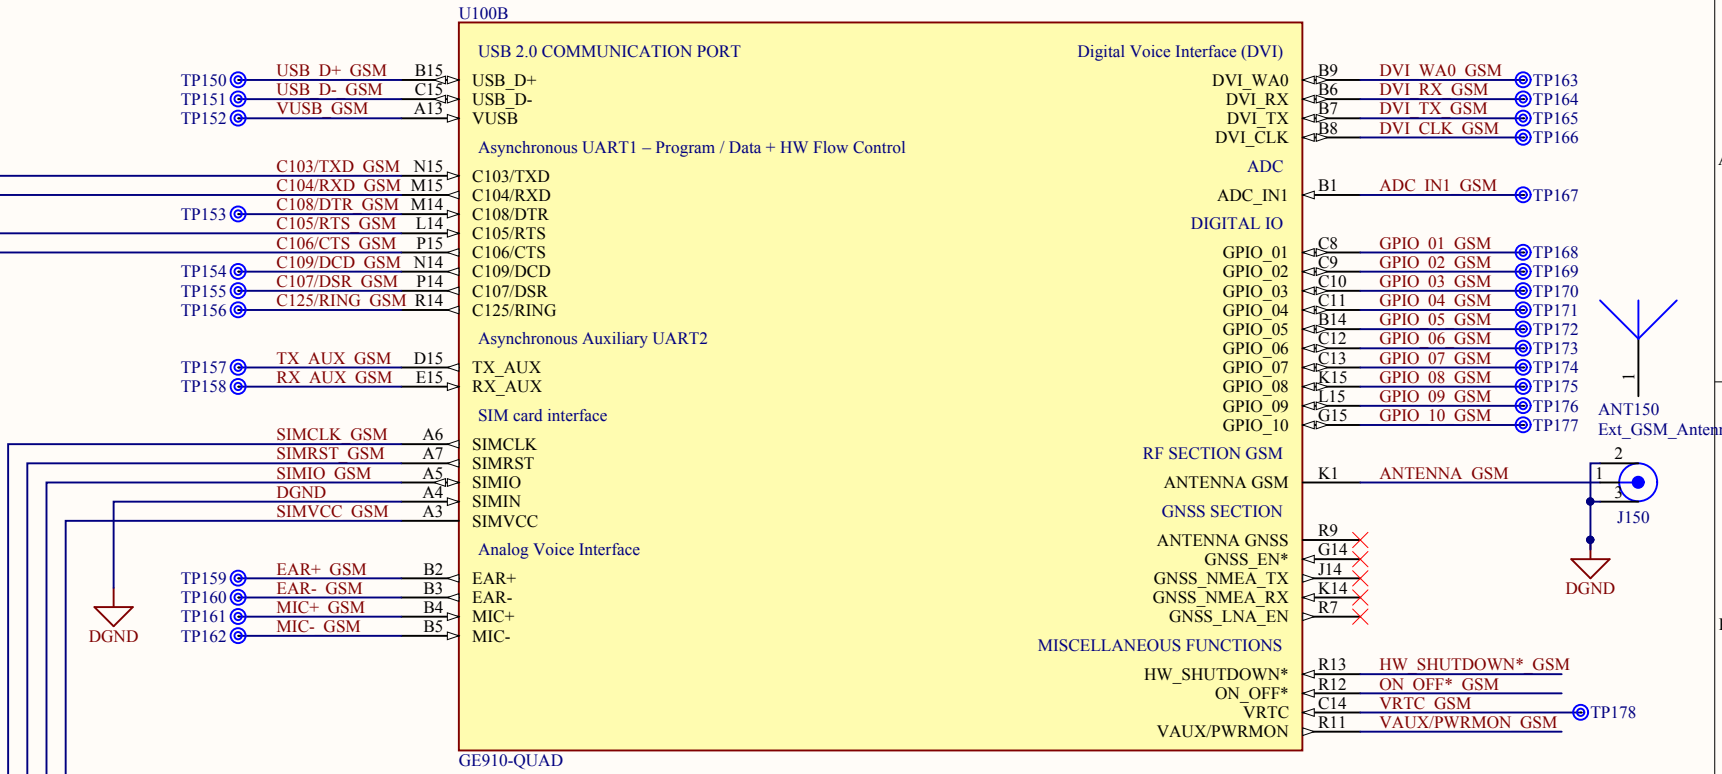 U100B
USB 2.0 COMMUNICATION PORT
TP150 USB_D+_GSM B15 USB_D+
TP151 USB_D-_GSM C15 USB_D-
TP152 VUSB_GSM A13 VUSB
Asynchronous UART1 – Program / Data + HW Flow Control
C103/TXD_GSM N15 C103/TXD
C104/RXD_GSM M15 C104/RXD
TP153 C108/DTR_GSM M14 C108/DTR
C105/RTS_GSM L14 C105/RTS
C106/CTS_GSM P15 C106/CTS
TP154 C109/DCD_GSM N14 C109/DCD
TP155 C107/DSR_GSM P14 C107/DSR
TP156 C125/RING_GSM R14 C125/RING
Asynchronous Auxiliary UART2
TP157 TX_AUX_GSM D15 TX_AUX
TP158 RX_AUX_GSM E15 RX_AUX
SIM card interface
SIMCLK_GSM A6 SIMCLK
SIMRST_GSM A7 SIMRST
SIMIO_GSM A5 SIMIO
DGND A4 SIMIN
SIMVCC_GSM A3 SIMVCC
Analog Voice Interface
TP159 EAR+_GSM B2 EAR+
TP160 EAR-_GSM B3 EAR-
TP161 MIC+_GSM B4 MIC+
TP162 MIC-_GSM B5 MIC-
DGND
Digital Voice Interface (DVI)
DVI_WA0 B9 DVI_WA0_GSM TP163
DVI_RX B6 DVI_RX_GSM TP164
DVI_TX B7 DVI_TX_GSM TP165
DVI_CLK B8 DVI_CLK_GSM TP166
ADC
ADC_IN1 B1 ADC_IN1_GSM TP167
DIGITAL IO
GPIO_01 C8 GPIO_01_GSM TP168
GPIO_02 C9 GPIO_02_GSM TP169
GPIO_03 C10 GPIO_03_GSM TP170
GPIO_04 C11 GPIO_04_GSM TP171
GPIO_05 B14 GPIO_05_GSM TP172
GPIO_06 C12 GPIO_06_GSM TP173
GPIO_07 C13 GPIO_07_GSM TP174
GPIO_08 K15 GPIO_08_GSM TP175
GPIO_09 L15 GPIO_09_GSM TP176
GPIO_10 G15 GPIO_10_GSM TP177
RF SECTION GSM
ANTENNA GSM K1 ANTENNA_GSM
GNSS SECTION
ANTENNA GNSS R9
GNSS_EN* G14
GNSS_NMEA_TX J14
GNSS_NMEA_RX K14
GNSS_LNA_EN R7
MISCELLANEOUS FUNCTIONS
HW_SHUTDOWN* R13 HW_SHUTDOWN*_GSM
ON_OFF* R12 ON_OFF*_GSM
VRTC C14 VRTC_GSM TP178
VAUX/PWRMON R11 VAUX/PWRMON_GSM
1
ANT150
Ext_GSM_Antenn
2
1
3
J150
DGND
GE910-QUAD